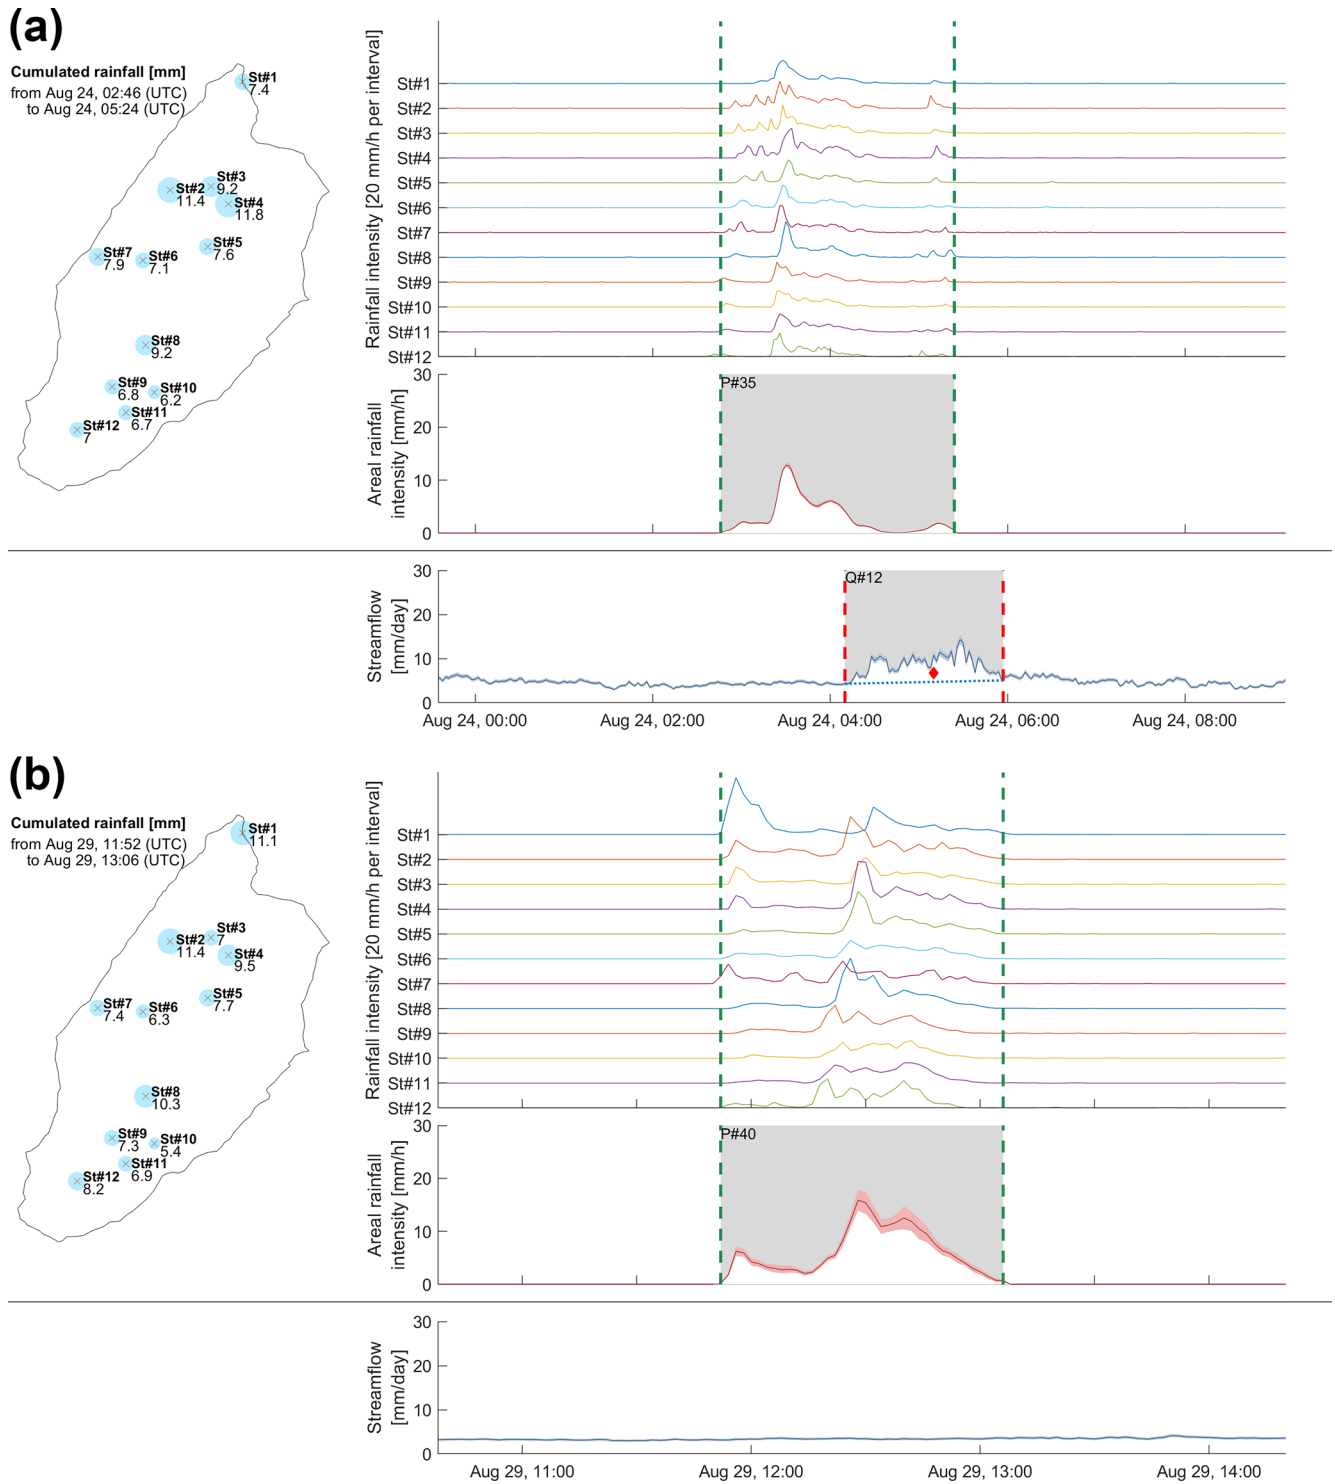 (a)
Cumulated rainfall [mm]
from Aug 24, 02:46 (UTC)
to Aug 24, 05:24 (UTC)
St#1
7.4
St#2
11.4
St#3
9.2
St#4
11.8
St#5
7.6
St#6
7.1
St#7
7.9
St#8
9.2
St#9
6.8
St#10
6.2
St#11
6.7
St#12
7
Rainfall intensity [20 mm/h per interval]
St#1
St#2
St#3
St#4
St#5
St#6
St#7
St#8
St#9
St#10
St#11
St#12
Areal rainfall
intensity [mm/h]
30
20
10
0
P#35
Streamflow
[mm/day]
30
20
10
0
Q#12
Aug 24, 00:00
Aug 24, 02:00
Aug 24, 04:00
Aug 24, 06:00
Aug 24, 08:00
(b)
Cumulated rainfall [mm]
from Aug 29, 11:52 (UTC)
to Aug 29, 13:06 (UTC)
St#1
11.1
St#2
11.4
St#3
7
St#4
9.5
St#5
7.7
St#6
6.3
St#7
7.4
St#8
10.3
St#9
7.3
St#10
5.4
St#11
6.9
St#12
8.2
Rainfall intensity [20 mm/h per interval]
St#1
St#2
St#3
St#4
St#5
St#6
St#7
St#8
St#9
St#10
St#11
St#12
Areal rainfall
intensity [mm/h]
30
20
10
0
P#40
Streamflow
[mm/day]
30
20
10
0
Aug 29, 11:00
Aug 29, 12:00
Aug 29, 13:00
Aug 29, 14:00